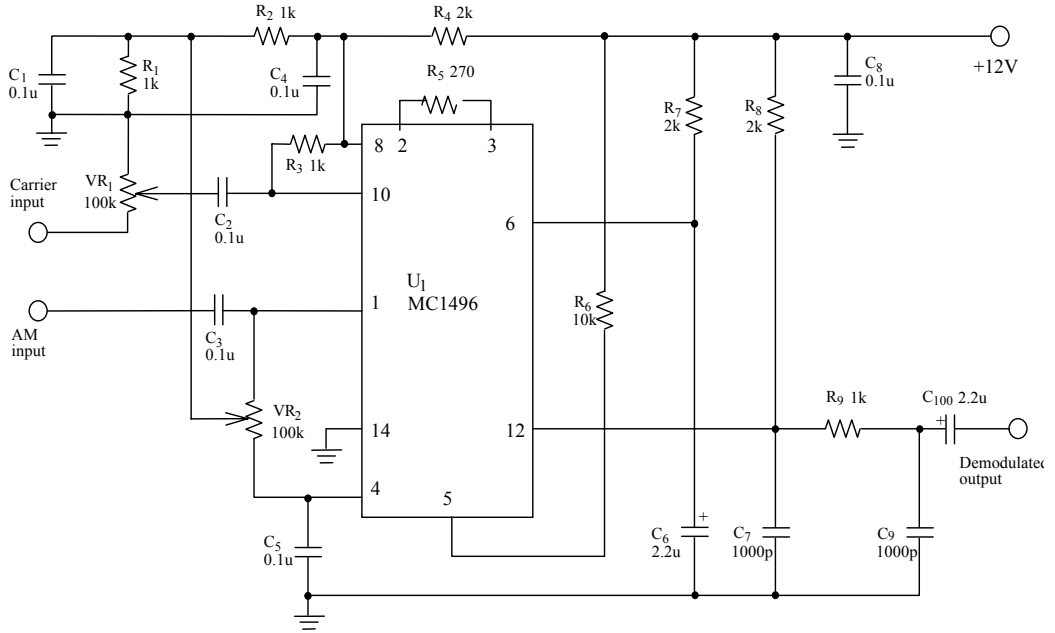 R2 1k
R4 2k
C1
0.1u
R1
1k
C4
0.1u
R5 270
+12V
C8
0.1u
R7
2k
R8
2k
2
3
8
R3 1k
Carrier
input
VR1
100k
C2
0.1u
10
6
U1
MC1496
AM
input
C3
0.1u
1
R6
10k
VR2
100k
14
12
R9 1k
C100 2.2u
+
Demodulated
output
4
5
C5
0.1u
C6
2.2u
+
C7
1000p
C9
1000p